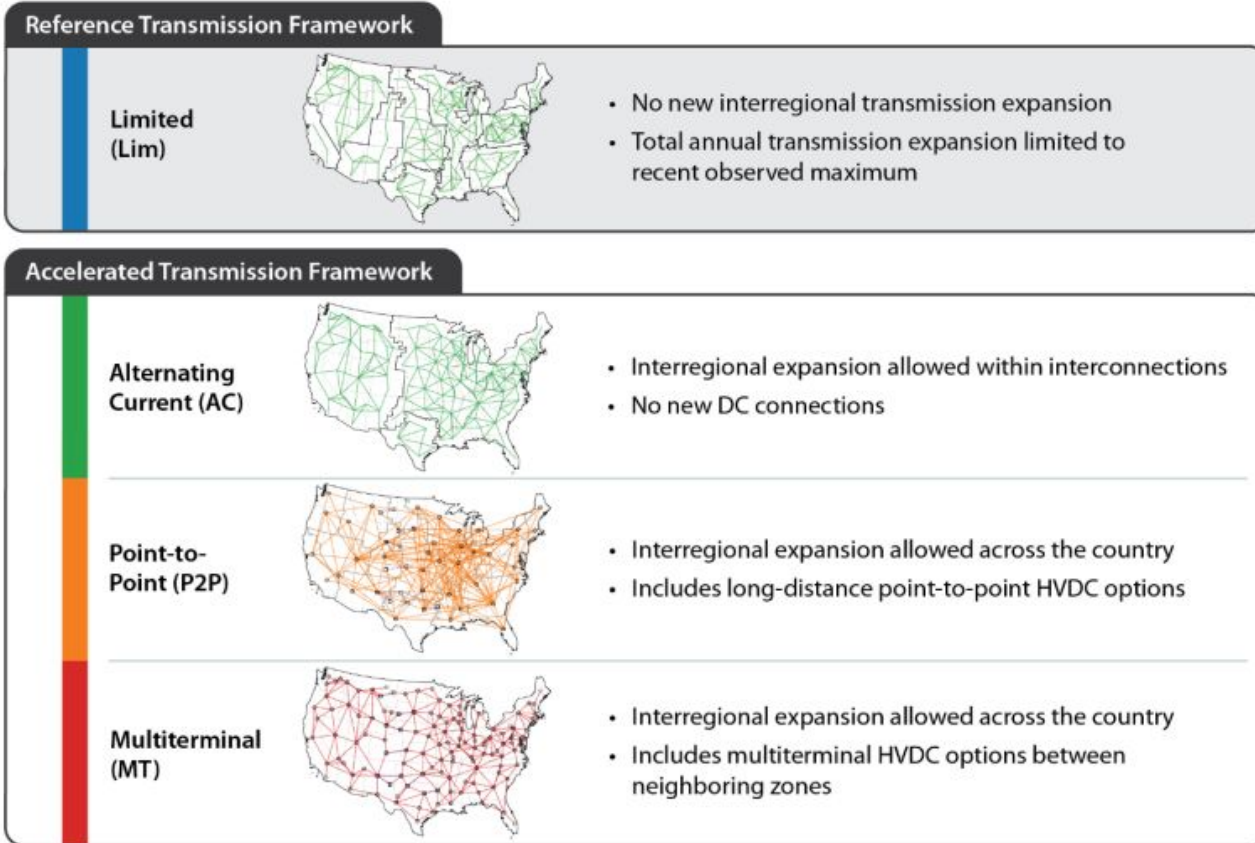 Reference Transmission Framework
Limited
(Lim)
• No new interregional transmission expansion
• Total annual transmission expansion limited to
recent observed maximum
Accelerated Transmission Framework
Alternating
Current (AC)
• Interregional expansion allowed within interconnections
• No new DC connections
Point-to-
Point (P2P)
• Interregional expansion allowed across the country
• Includes long-distance point-to-point HVDC options
Multiterminal
(MT)
• Interregional expansion allowed across the country
• Includes multiterminal HVDC options between
neighboring zones